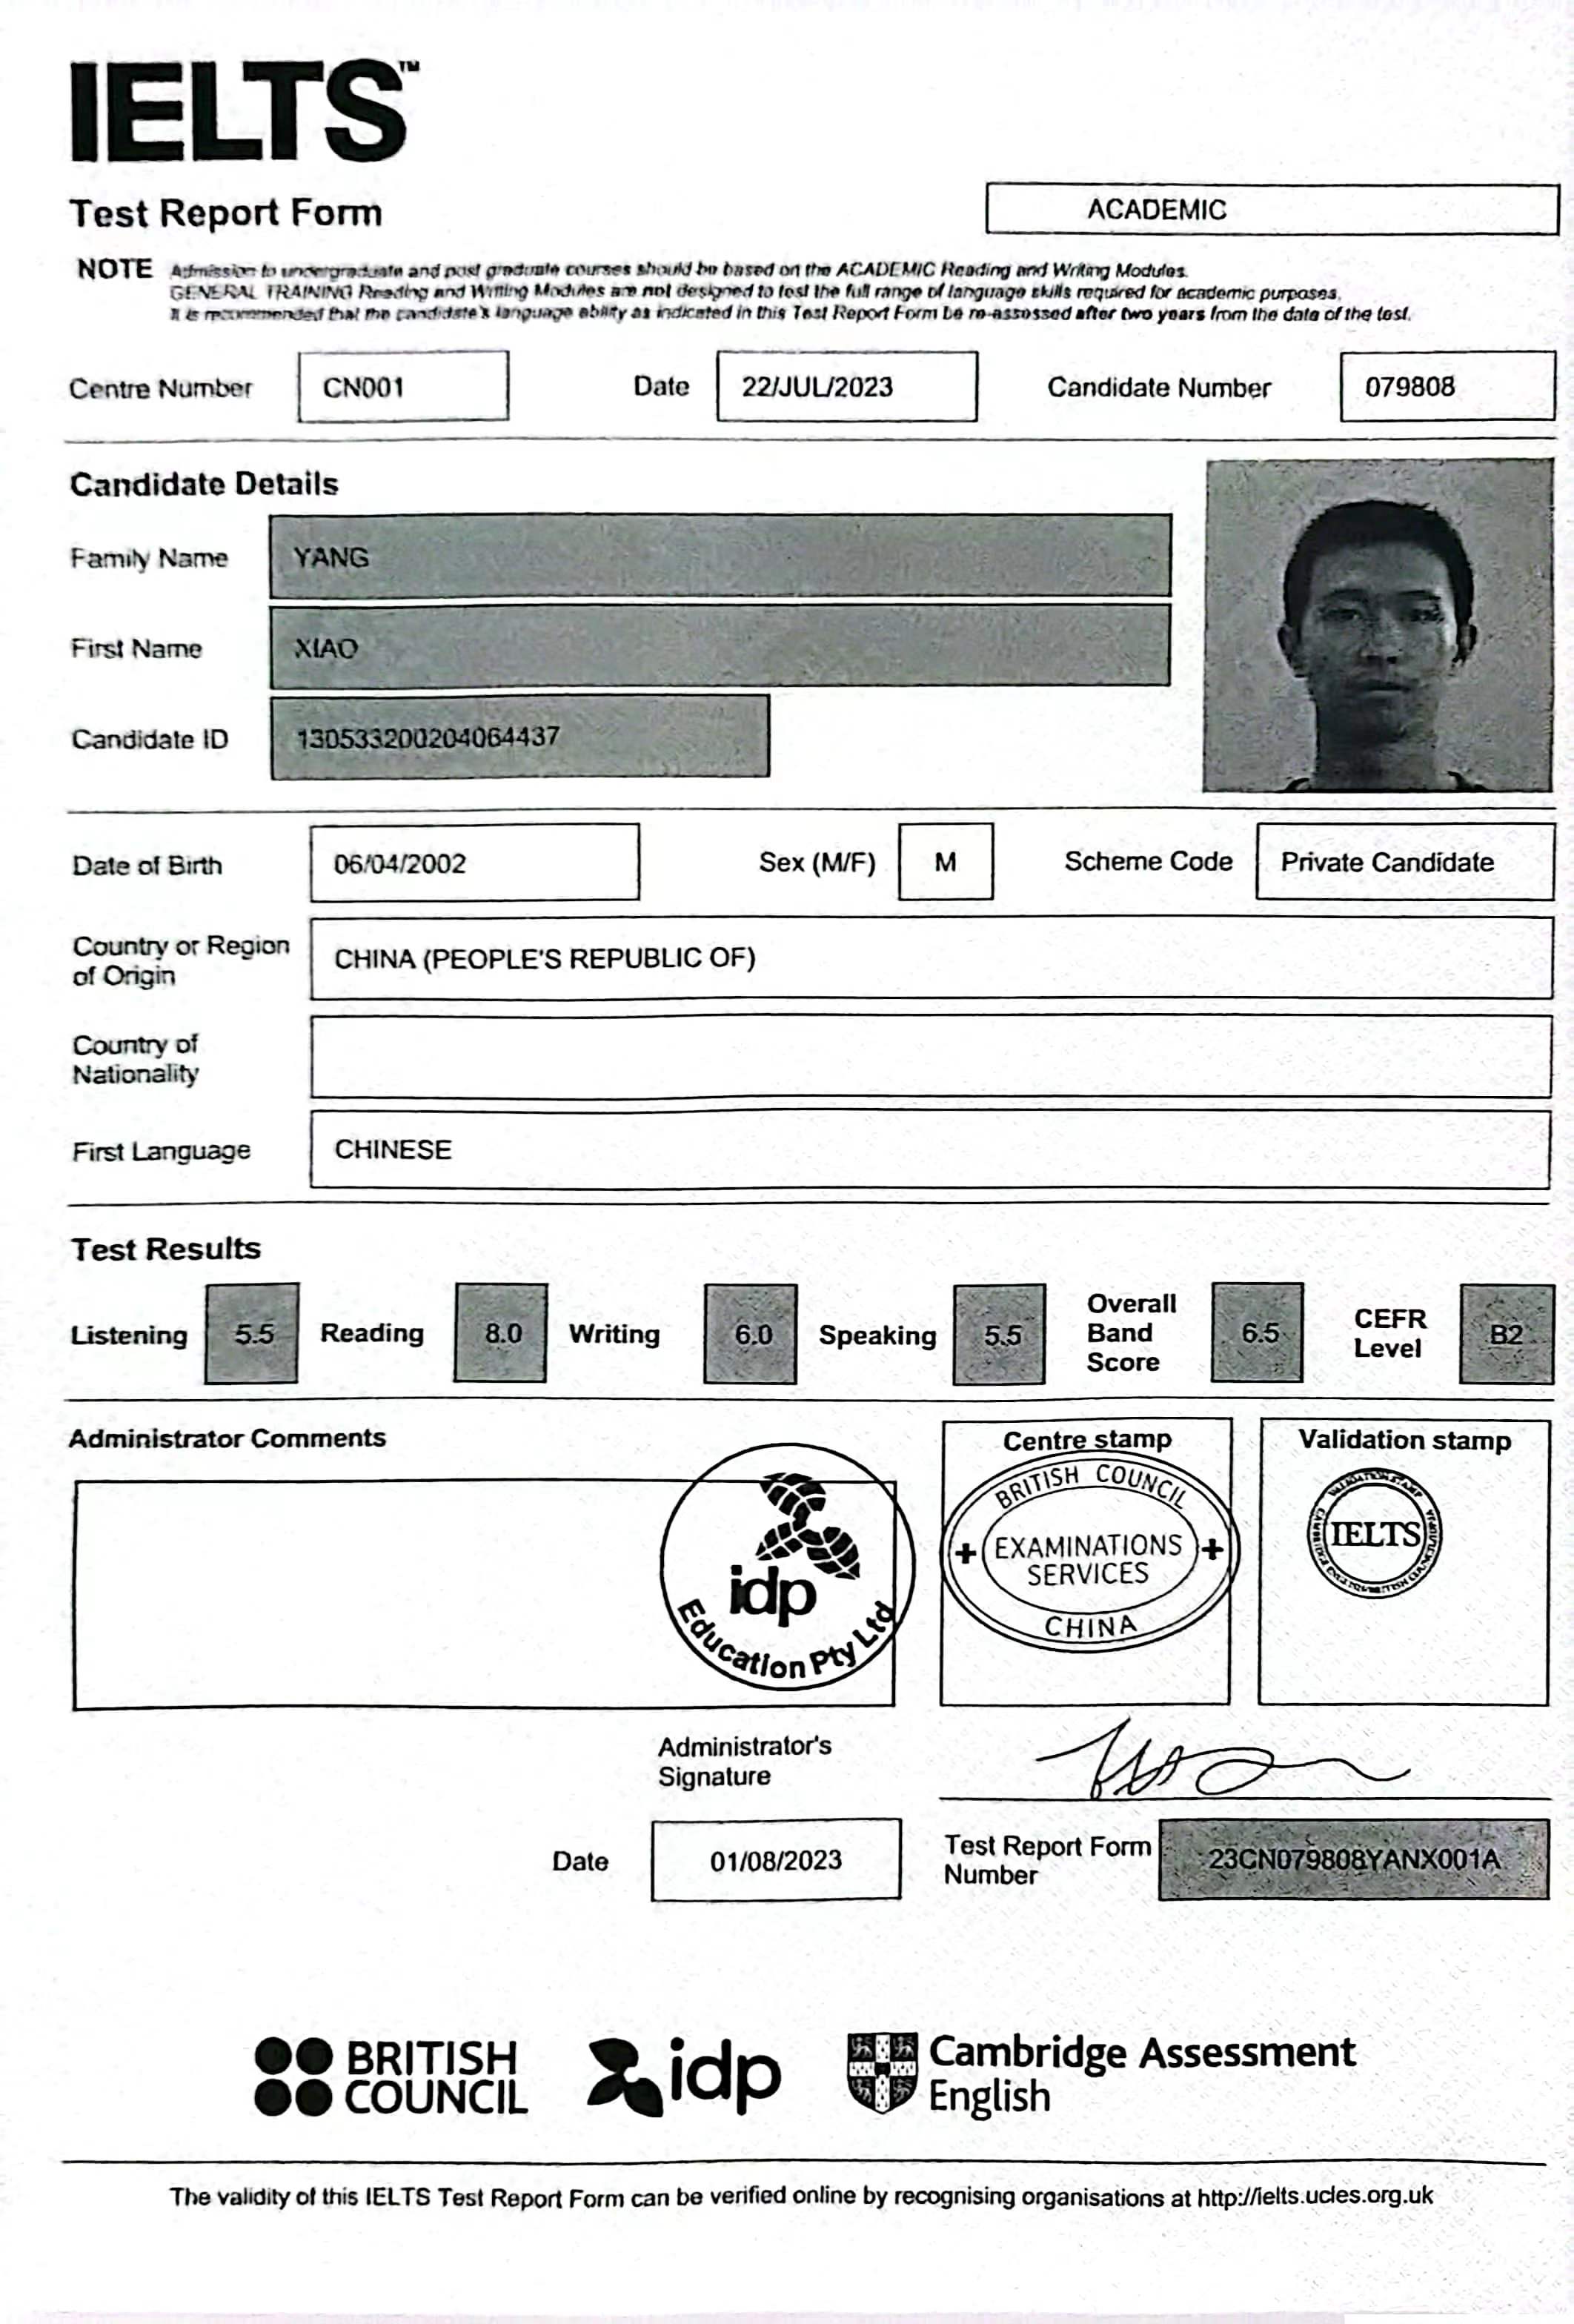 IELTS™
Test Report Form
ACADEMIC
NOTE Admission to undergraduate and post graduate courses should be based on the ACADEMIC Reading and Writing Modules.
GENERAL TRAINING Reading and Writing Modules are not designed to test the full range of language skills required for academic purposes.
It is recommended that the candidate's language ability as indicated in this Test Report Form be re-assessed after two years from the date of the test.
Centre Number CN001 Date 22/JUL/2023 Candidate Number 079808
Candidate Details
Family Name YANG
First Name XIAO
Candidate ID 130533200204064437
Date of Birth 06/04/2002 Sex (M/F) M Scheme Code Private Candidate
Country or Region
of Origin
CHINA (PEOPLE'S REPUBLIC OF)
Country of
Nationality
First Language CHINESE
Test Results
Listening 5.5 Reading 8.0 Writing 6.0 Speaking 5.5 Overall Band Score 6.5 CEFR Level B2
Administrator Comments
idp
Education Pty Ltd
Centre stamp
BRITISH COUNCIL
EXAMINATIONS
SERVICES
CHINA
Validation stamp
VALIDATION STAMP
IELTS
Administrator's
Signature
Date 01/08/2023
Test Report Form
Number
23CN079808YANX001A
BRITISH
COUNCIL
idp
Cambridge Assessment
English
The validity of this IELTS Test Report Form can be verified online by recognising organisations at http://ielts.ucles.org.uk